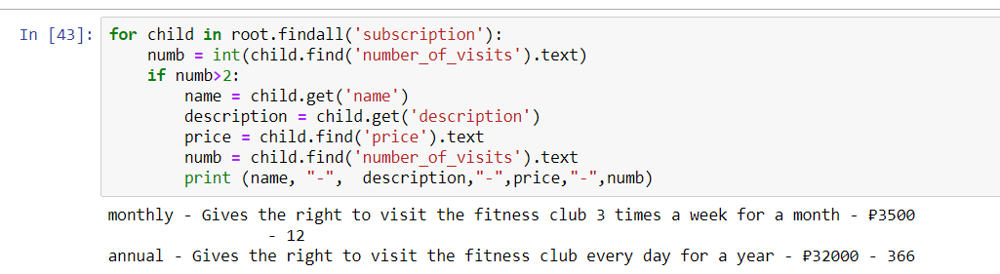 In [43]: for child in root.findall('subscription'):
    numb = int(child.find('number_of_visits').text)
    if numb>2:
        name = child.get('name')
        description = child.get('description')
        price = child.find('price').text
        numb = child.find('number_of_visits').text
        print (name, "-",  description,"-",price,"-",numb)
monthly - Gives the right to visit the fitness club 3 times a week for a month - ₽3500
                 - 12
annual - Gives the right to visit the fitness club every day for a year - ₽32000 - 366